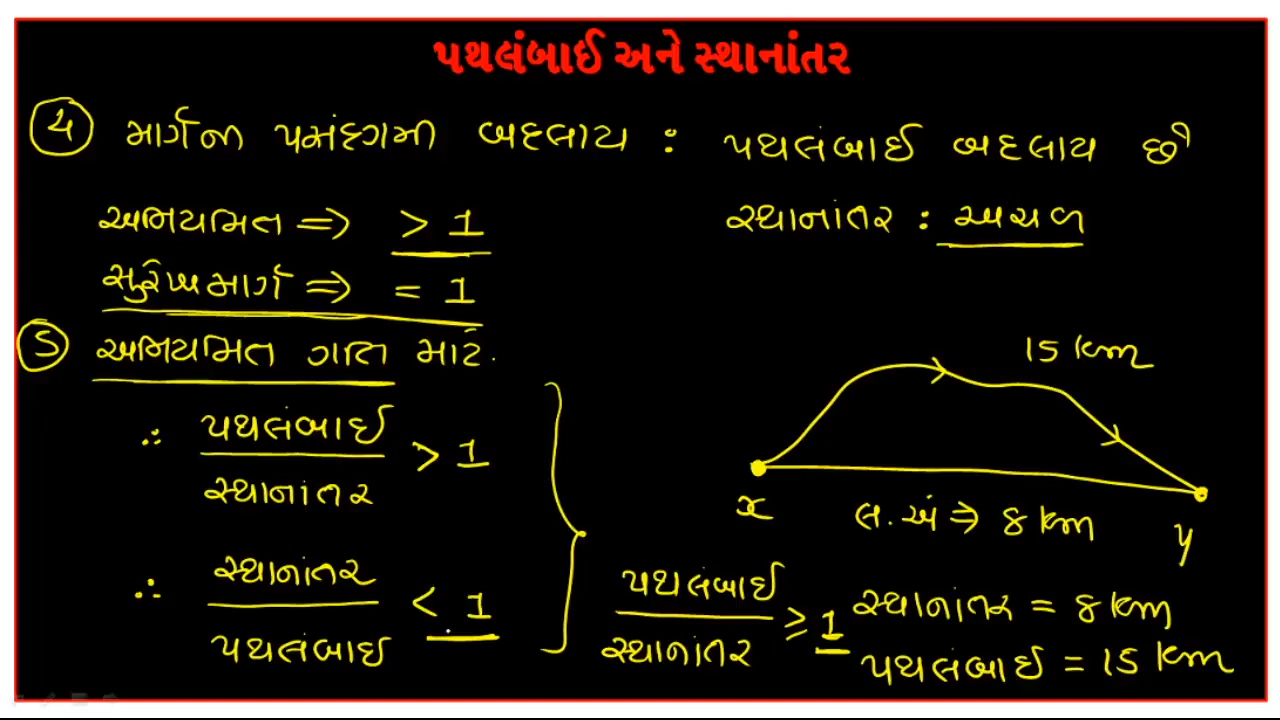 પથલંબાઈ અને સ્થાનાંતર
4 માર્ગની પસંદગી બદલાય : પથલંબાઈ બદલાય છે
અનિયમિત ⇒ > 1 સ્થાનાંતર : અચળ
સુરેખમાર્ગ ⇒ = 1
5 અનિયમિત ગતિ માટે.
15 km
∴ પથલંબાઈ / સ્થાનાંતર > 1
x લ.અં ⇒ 8 km y
∴ સ્થાનાંતર / પથલંબાઈ < 1
પથલંબાઈ / સ્થાનાંતર ≥ 1
સ્થાનાંતર = 8 km
પથલંબાઈ = 15 km